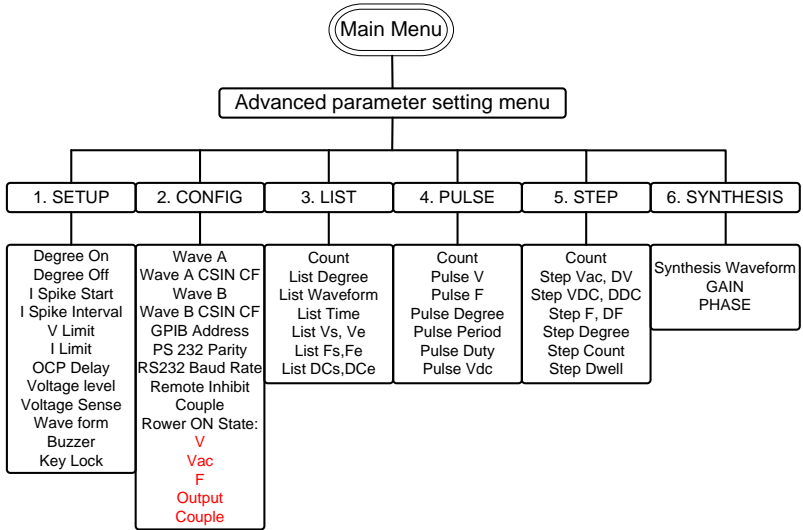 Main Menu
Advanced parameter setting menu
1. SETUP
Degree On
Degree Off
I Spike Start
I Spike Interval
V Limit
I Limit
OCP Delay
Voltage level
Voltage Sense
Wave form
Buzzer
Key Lock
2. CONFIG
Wave A
Wave A CSIN CF
Wave B
Wave B CSIN CF
GPIB Address
PS 232 Parity
RS232 Baud Rate
Remote Inhibit
Couple
Rower ON State:
V
Vac
F
Output
Couple
3. LIST
Count
List Degree
List Waveform
List Time
List Vs, Ve
List Fs,Fe
List DCs,DCe
4. PULSE
Count
Pulse V
Pulse F
Pulse Degree
Pulse Period
Pulse Duty
Pulse Vdc
5. STEP
Count
Step Vac, DV
Step VDC, DDC
Step F, DF
Step Degree
Step Count
Step Dwell
6. SYNTHESIS
Synthesis Waveform
GAIN
PHASE